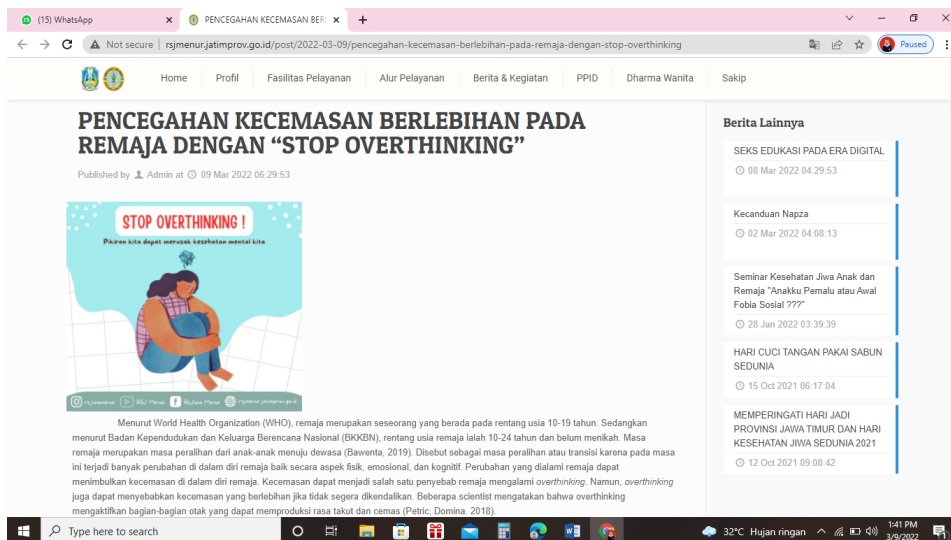 (15) WhatsApp
PENCEGAHAN KECEMASAN BER
Not secure
rsjmenur.jatimprov.go.id/post/2022-03-09/pencegahan-kecemasan-berlebihan-pada-remaja-dengan-stop-overthinking
Paused
Home Profil Fasilitas Pelayanan Alur Pelayanan Berita & Kegiatan PPID Dharma Wanita Sakip
PENCEGAHAN KECEMASAN BERLEBIHAN PADA
REMAJA DENGAN “STOP OVERTHINKING”
Published by Admin at 09 Mar 2022 06:29:53
STOP OVERTHINKING !
Pikiran kita dapat merusak kesehatan mental kita
rsjmenur RSJ Menur RsJiwa Menur rsjmenur.jatimprov.go.id
Menurut World Health Organization (WHO), remaja merupakan seseorang yang berada pada rentang usia 10-19 tahun. Sedangkan
menurut Badan Kependudukan dan Keluarga Berencana Nasional (BKKBN), rentang usia remaja ialah 10-24 tahun dan belum menikah. Masa
remaja merupakan masa peralihan dari anak-anak menuju dewasa (Bawenta, 2019). Disebut sebagai masa peralihan atau transisi karena pada masa
ini terjadi banyak perubahan di dalam diri remaja baik secara aspek fisik, emosional, dan kognitif. Perubahan yang dialami remaja dapat
menimbulkan kecemasan di dalam diri remaja. Kecemasan dapat menjadi salah satu penyebab remaja mengalami overthinking. Namun, overthinking
juga dapat menyebabkan kecemasan yang berlebihan jika tidak segera dikendalikan. Beberapa scientist mengatakan bahwa overthinking
mengaktifkan bagian-bagian otak yang dapat memproduksi rasa takut dan cemas (Petric, Domina. 2018).
Berita Lainnya
SEKS EDUKASI PADA ERA DIGITAL
08 Mar 2022 04:29:53
Kecanduan Napza
02 Mar 2022 04:08:13
Seminar Kesehatan Jiwa Anak dan
Remaja "Anakku Pemalu atau Awal
Fobia Sosial ???"
28 Jan 2022 03:39:39
HARI CUCI TANGAN PAKAI SABUN
SEDUNIA
15 Oct 2021 06:17:04
MEMPERINGATI HARI JADI
PROVINSI JAWA TIMUR DAN HARI
KESEHATAN JIWA SEDUNIA 2021
12 Oct 2021 09:08:42
Type here to search
32°C Hujan ringan
1:41 PM
3/9/2022